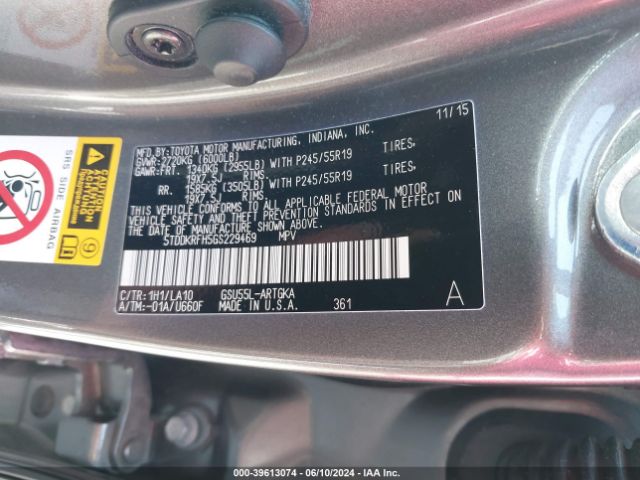 MFD. BY: TOYOTA MOTOR MANUFACTURING, INDIANA, INC. 11/15
GVWR: 2720KG (6000LB)
GAWR: FRT. 1340KG (2955LB) WITH P245/55R19 TIRES,
19X7.5J RIMS
RR. 1585KG (3505LB) WITH P245/55R19 TIRES,
19X7.5J RIMS
THIS VEHICLE CONFORMS TO ALL APPLICABLE FEDERAL MOTOR
VEHICLE SAFETY AND THEFT PREVENTION STANDARDS IN EFFECT ON
THE DATE OF MANUFACTURE SHOWN ABOVE.
5TDDKRFH5GS229469 MPV
C/TR: 1H1/LA10 GSU55L-ARTGKA
A/TM: -01A/U660F MADE IN U.S.A. 361 A
SRS SIDE AIRBAG
9
000-39613074 - 06/10/2024 - IAA Inc.